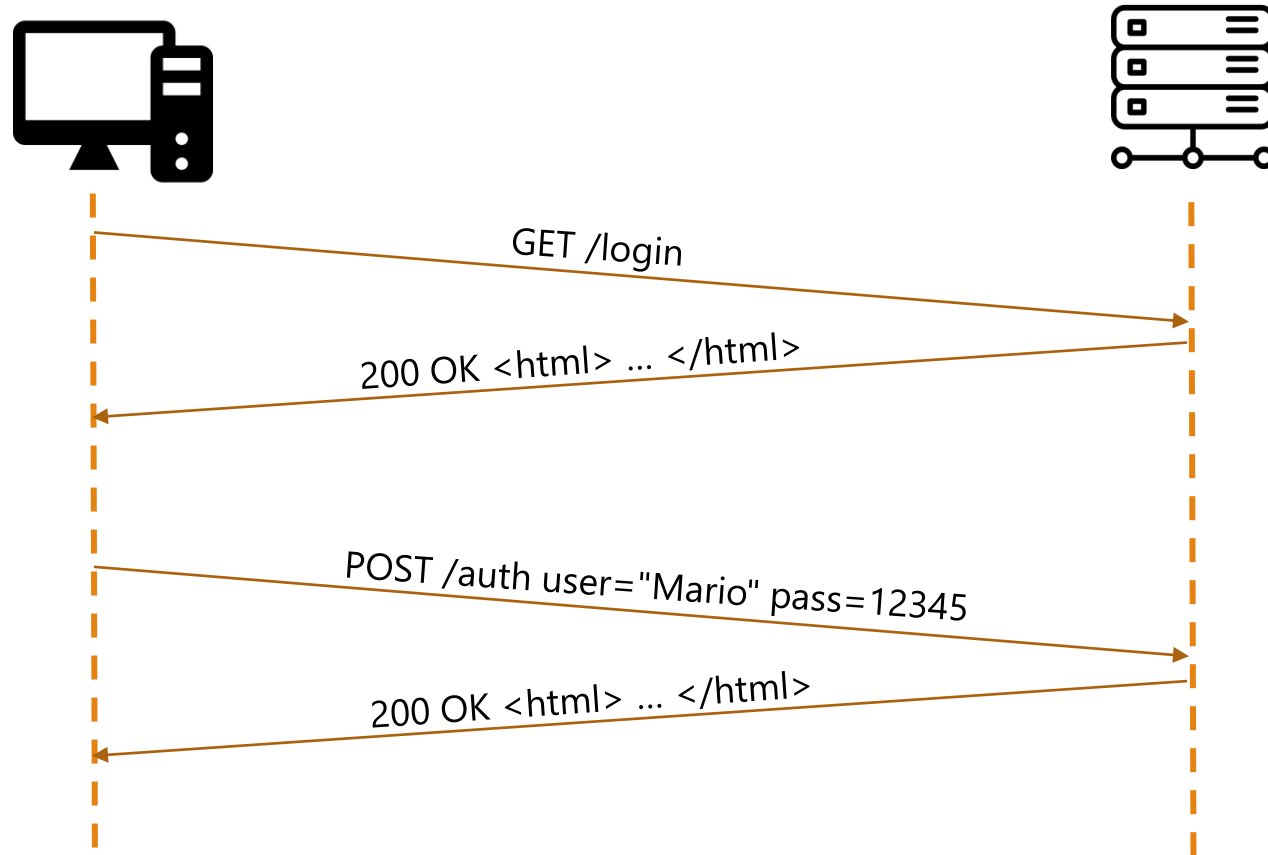 GET /login
200 OK <html> ... </html>
POST /auth user="Mario" pass=12345
200 OK <html> ... </html>